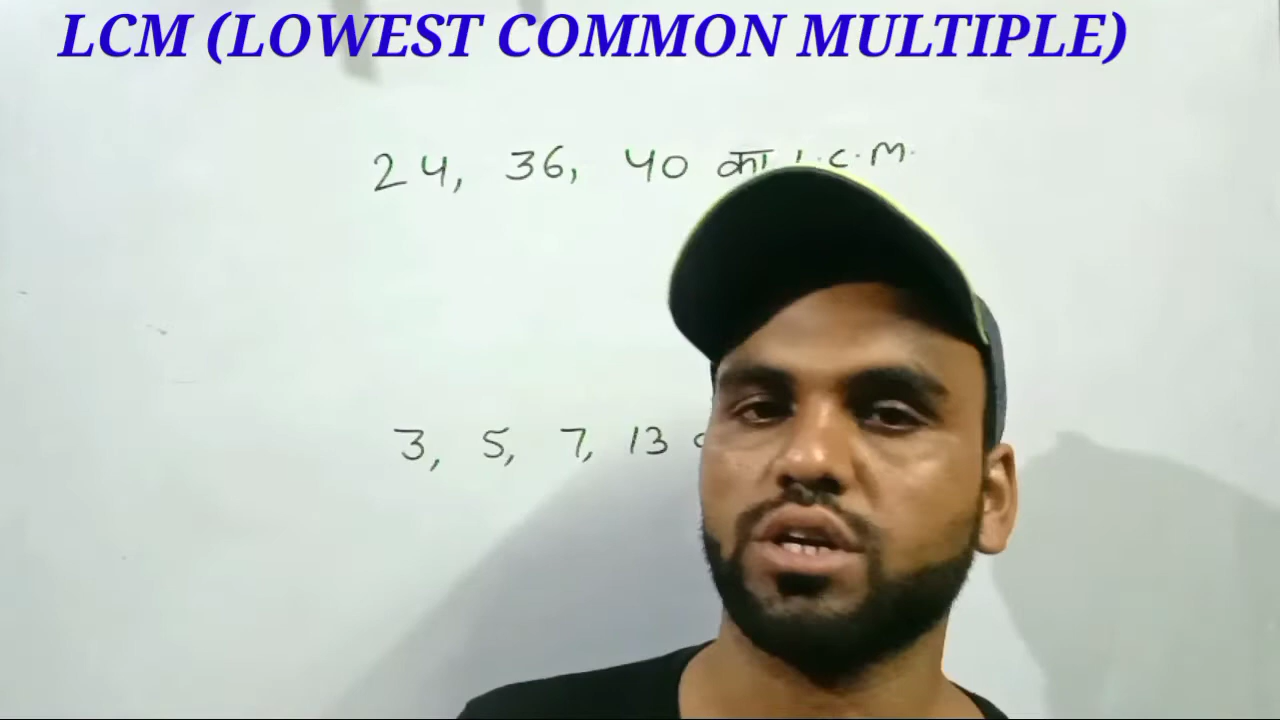 LCM (LOWEST COMMON MULTIPLE)
24, 36, 40 का .C.M.
3, 5, 7, 13